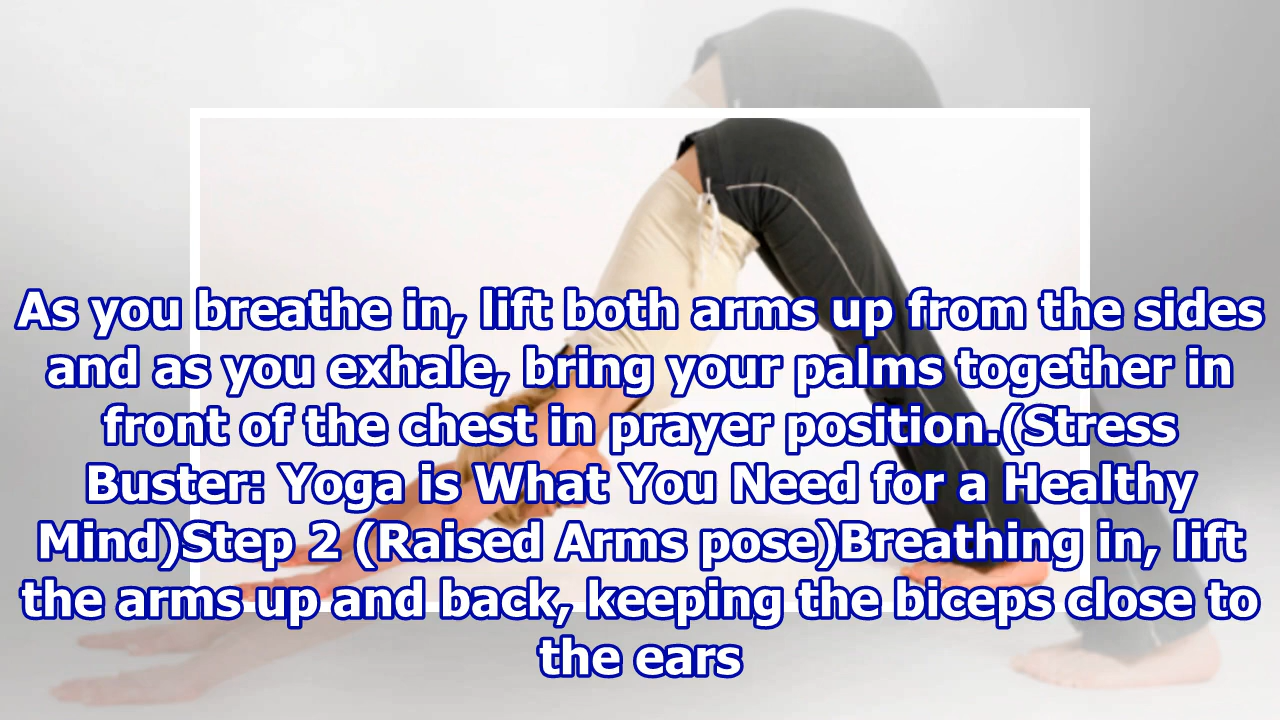 As you breathe in, lift both arms up from the sides
and as you exhale, bring your palms together in
front of the chest in prayer position.(Stress
Buster: Yoga is What You Need for a Healthy
Mind)Step 2 (Raised Arms pose)Breathing in, lift
the arms up and back, keeping the biceps close to
the ears